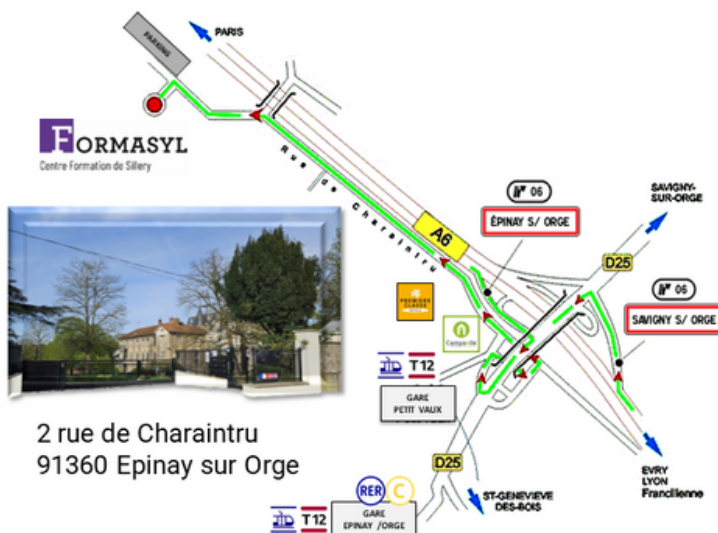 PARIS
PARKING
FORMASYL
Centre Formation de Sillery
Rue de Charaintru
A6
06
ÉPINAY S/ ORGE
SAVIGNY-
SUR-ORGE
D25
06
SAVIGNY S/ ORGE
PREMIERE
CLASSE
Campanile
T12
GARE
PETIT VAUX
2 rue de Charaintru
91360 Epinay sur Orge
D25
EVRY
LYON
Francilienne
ST-GENEVIEVE
DES-BOIS
RER C
T12
GARE
EPINAY /ORGE